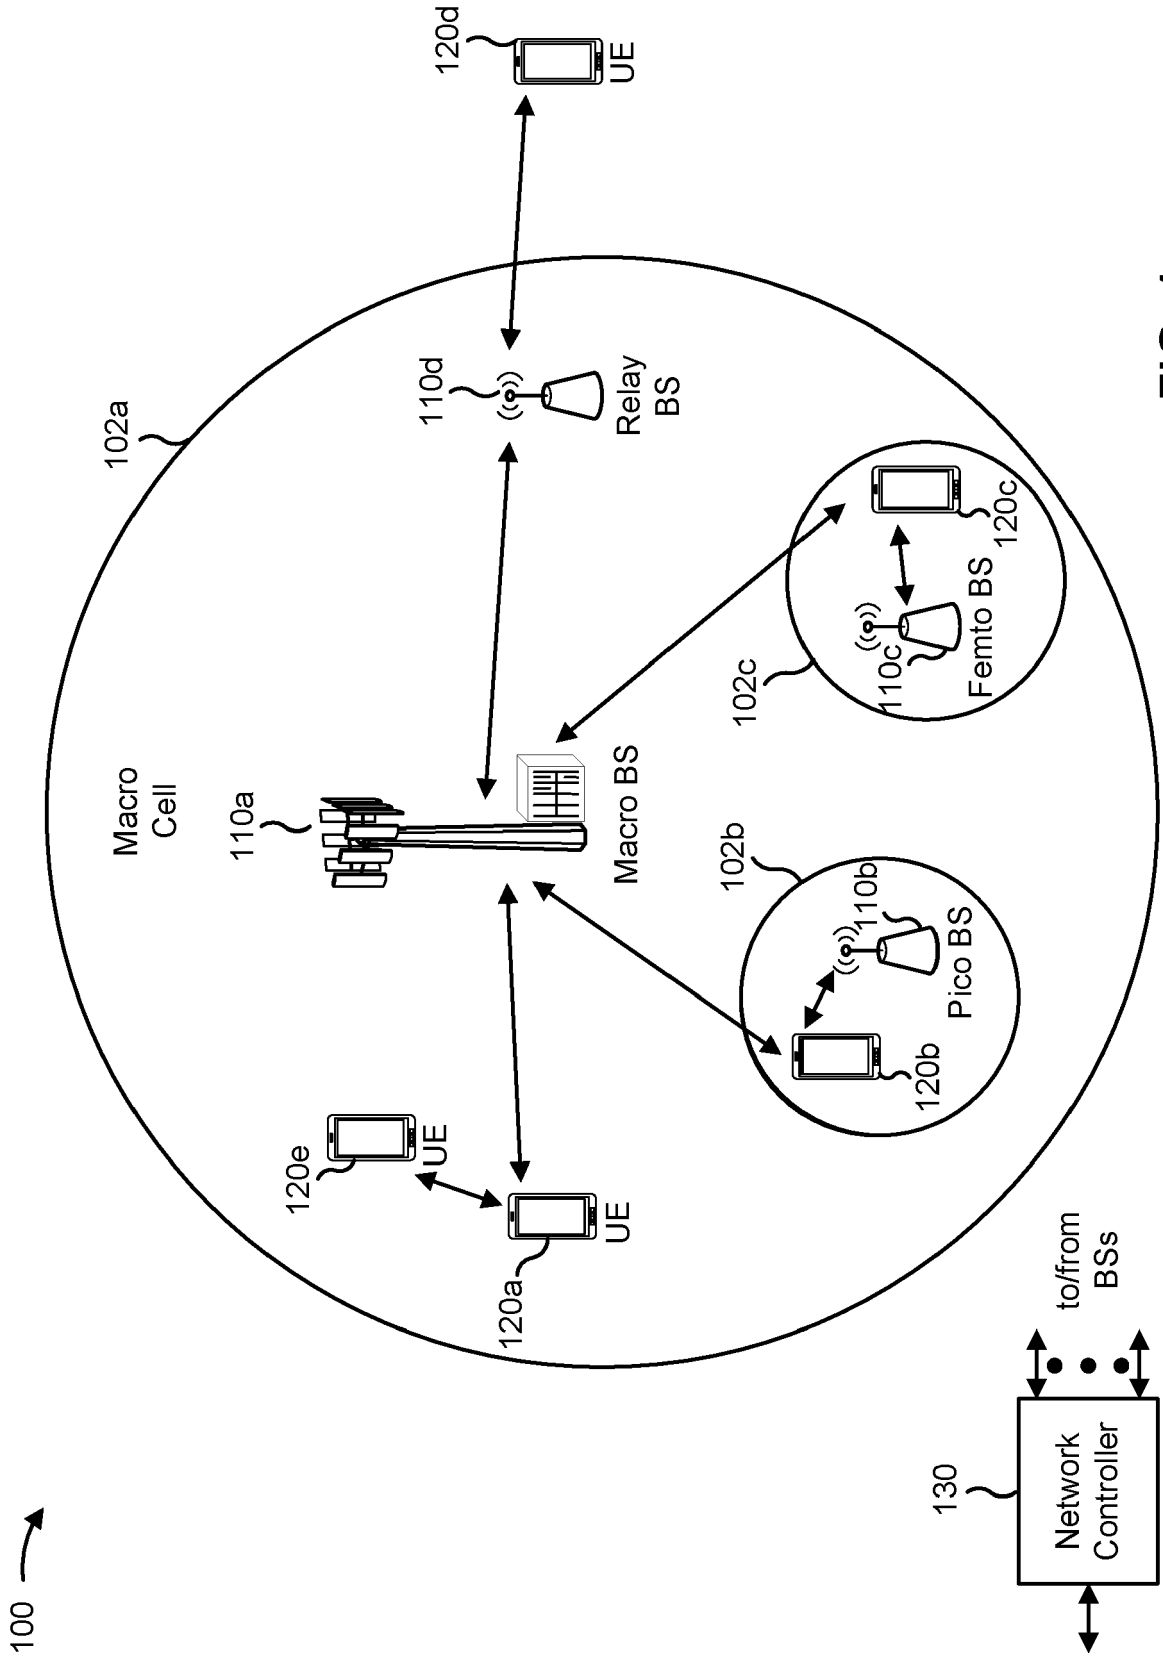 100
102a
Macro
Cell
110a
120d
UE
110d
Relay
BS
120e
UE
120a
UE
Macro BS
102b
110b
Pico BS
120b
102c
110c
Femto BS
120c
130
Network
Controller
to/from
BSs